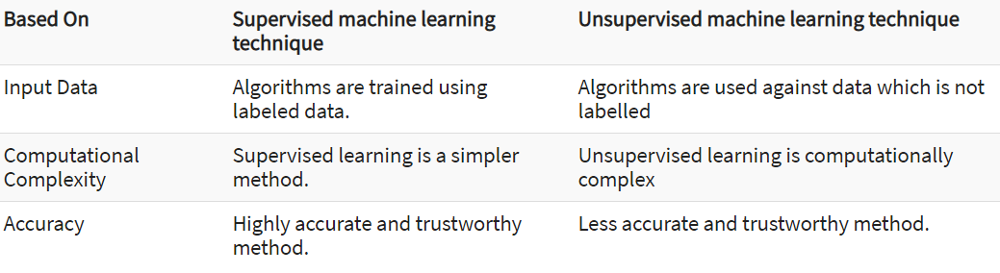 Based On
Supervised machine learning
technique
Unsupervised machine learning technique
Input Data
Algorithms are trained using
labeled data.
Algorithms are used against data which is not
labelled
Computational
Complexity
Supervised learning is a simpler
method.
Unsupervised learning is computationally
complex
Accuracy
Highly accurate and trustworthy
method.
Less accurate and trustworthy method.